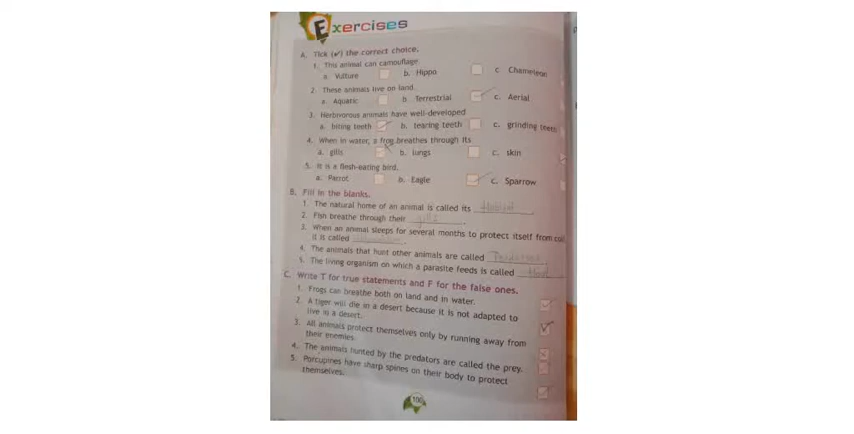 Exercises
A. Tick (✔) the correct choice.
1. This animal can camouflage
a. Vulture b. Hippo c. Chameleon
2. These animals live on land.
a. Aquatic b. Terrestrial c. Aerial
3. Herbivorous animals have well-developed
a. biting teeth b. tearing teeth c. grinding teeth
4. When in water, a frog breathes through its
a. gills b. lungs c. skin
5. It is a flesh-eating bird.
a. Parrot b. Eagle c. Sparrow
B. Fill in the blanks.
1. The natural home of an animal is called its Habitat
2. Fish breathe through their gills
3. When an animal sleeps for several months to protect itself from cold
it is called
4. The animals that hunt other animals are called
5. The living organism on which a parasite feeds is called Host
C. Write T for true statements and F for the false ones.
1. Frogs can breathe both on land and in water.
2. A tiger will die in a desert because it is not adapted to
live in a desert.
3. All animals protect themselves only by running away from
their enemies.
4. The animals hunted by the predators are called the prey.
5. Porcupines have sharp spines on their body to protect
themselves.
100